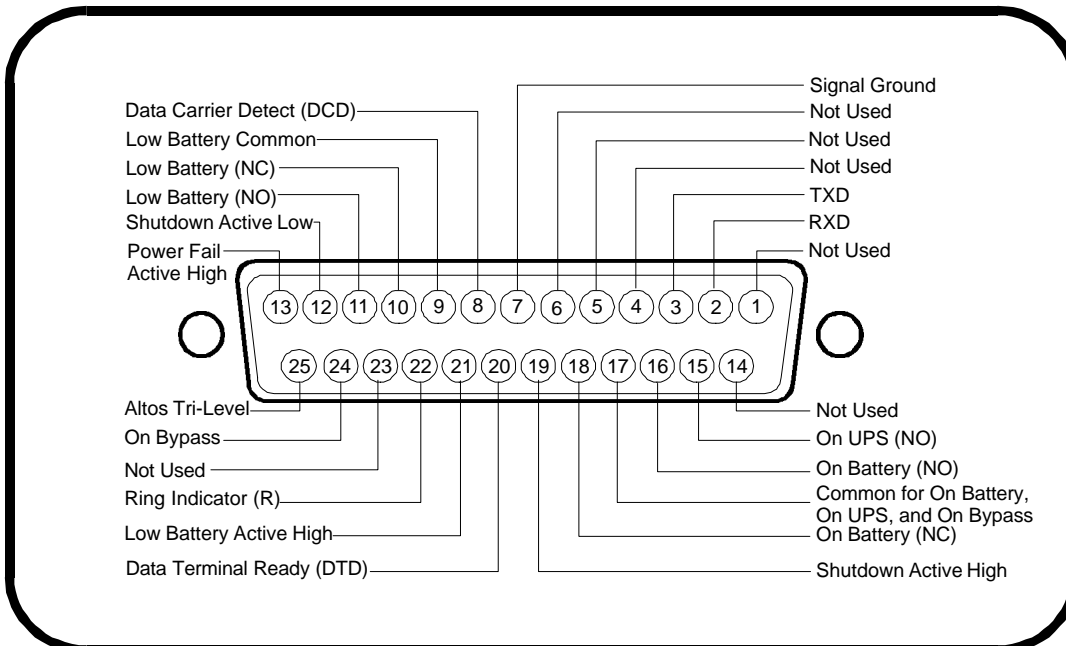 Signal Ground
Data Carrier Detect (DCD)
Not Used
Low Battery Common
Not Used
Low Battery (NC)
Not Used
Low Battery (NO)
TXD
Shutdown Active Low
RXD
Power Fail
Active High
Not Used
13 12 11 10 9 8 7 6 5 4 3 2 1
25 24 23 22 21 20 19 18 17 16 15 14
Altos Tri-Level
Not Used
On Bypass
On UPS (NO)
Not Used
On Battery (NO)
Ring Indicator (R)
Common for On Battery,
On UPS, and On Bypass
Low Battery Active High
On Battery (NC)
Data Terminal Ready (DTD)
Shutdown Active High